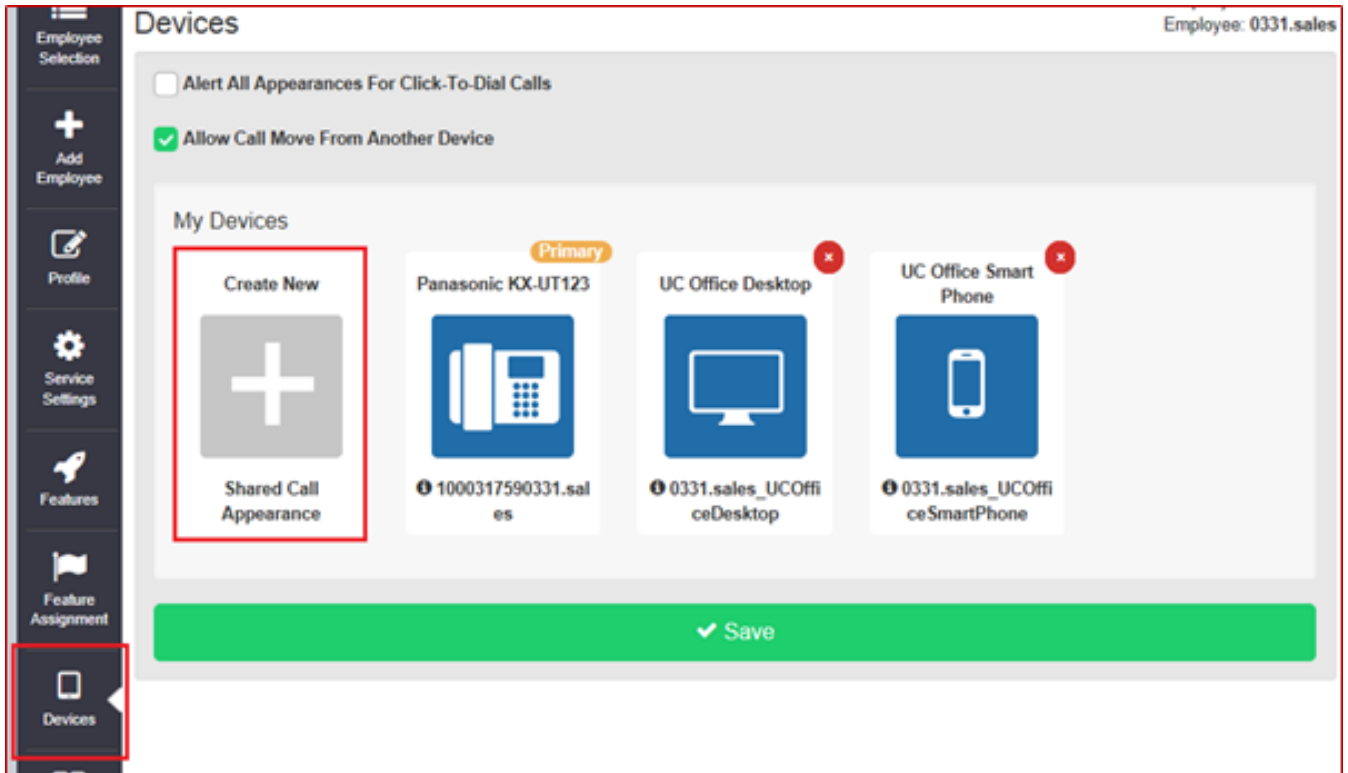 Employee
Selection
Add
Employee
Profile
Service
Settings
Features
Feature
Assignment
Devices
Devices
Employee: 0331.sales
Alert All Appearances For Click-To-Dial Calls
Allow Call Move From Another Device
My Devices
Create New
Shared Call
Appearance
Primary
Panasonic KX-UT123
1000317590331.sal
es
UC Office Desktop
0331.sales_UCOffi
ceDesktop
UC Office Smart
Phone
0331.sales_UCOffi
ceSmartPhone
Save